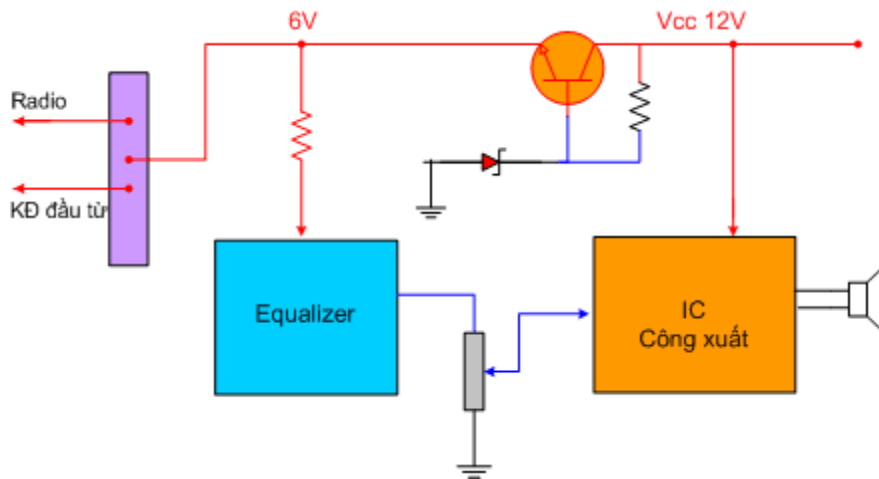 6V
Vcc 12V
Radio
KĐ đầu từ
Equalizer
IC
Công xuất